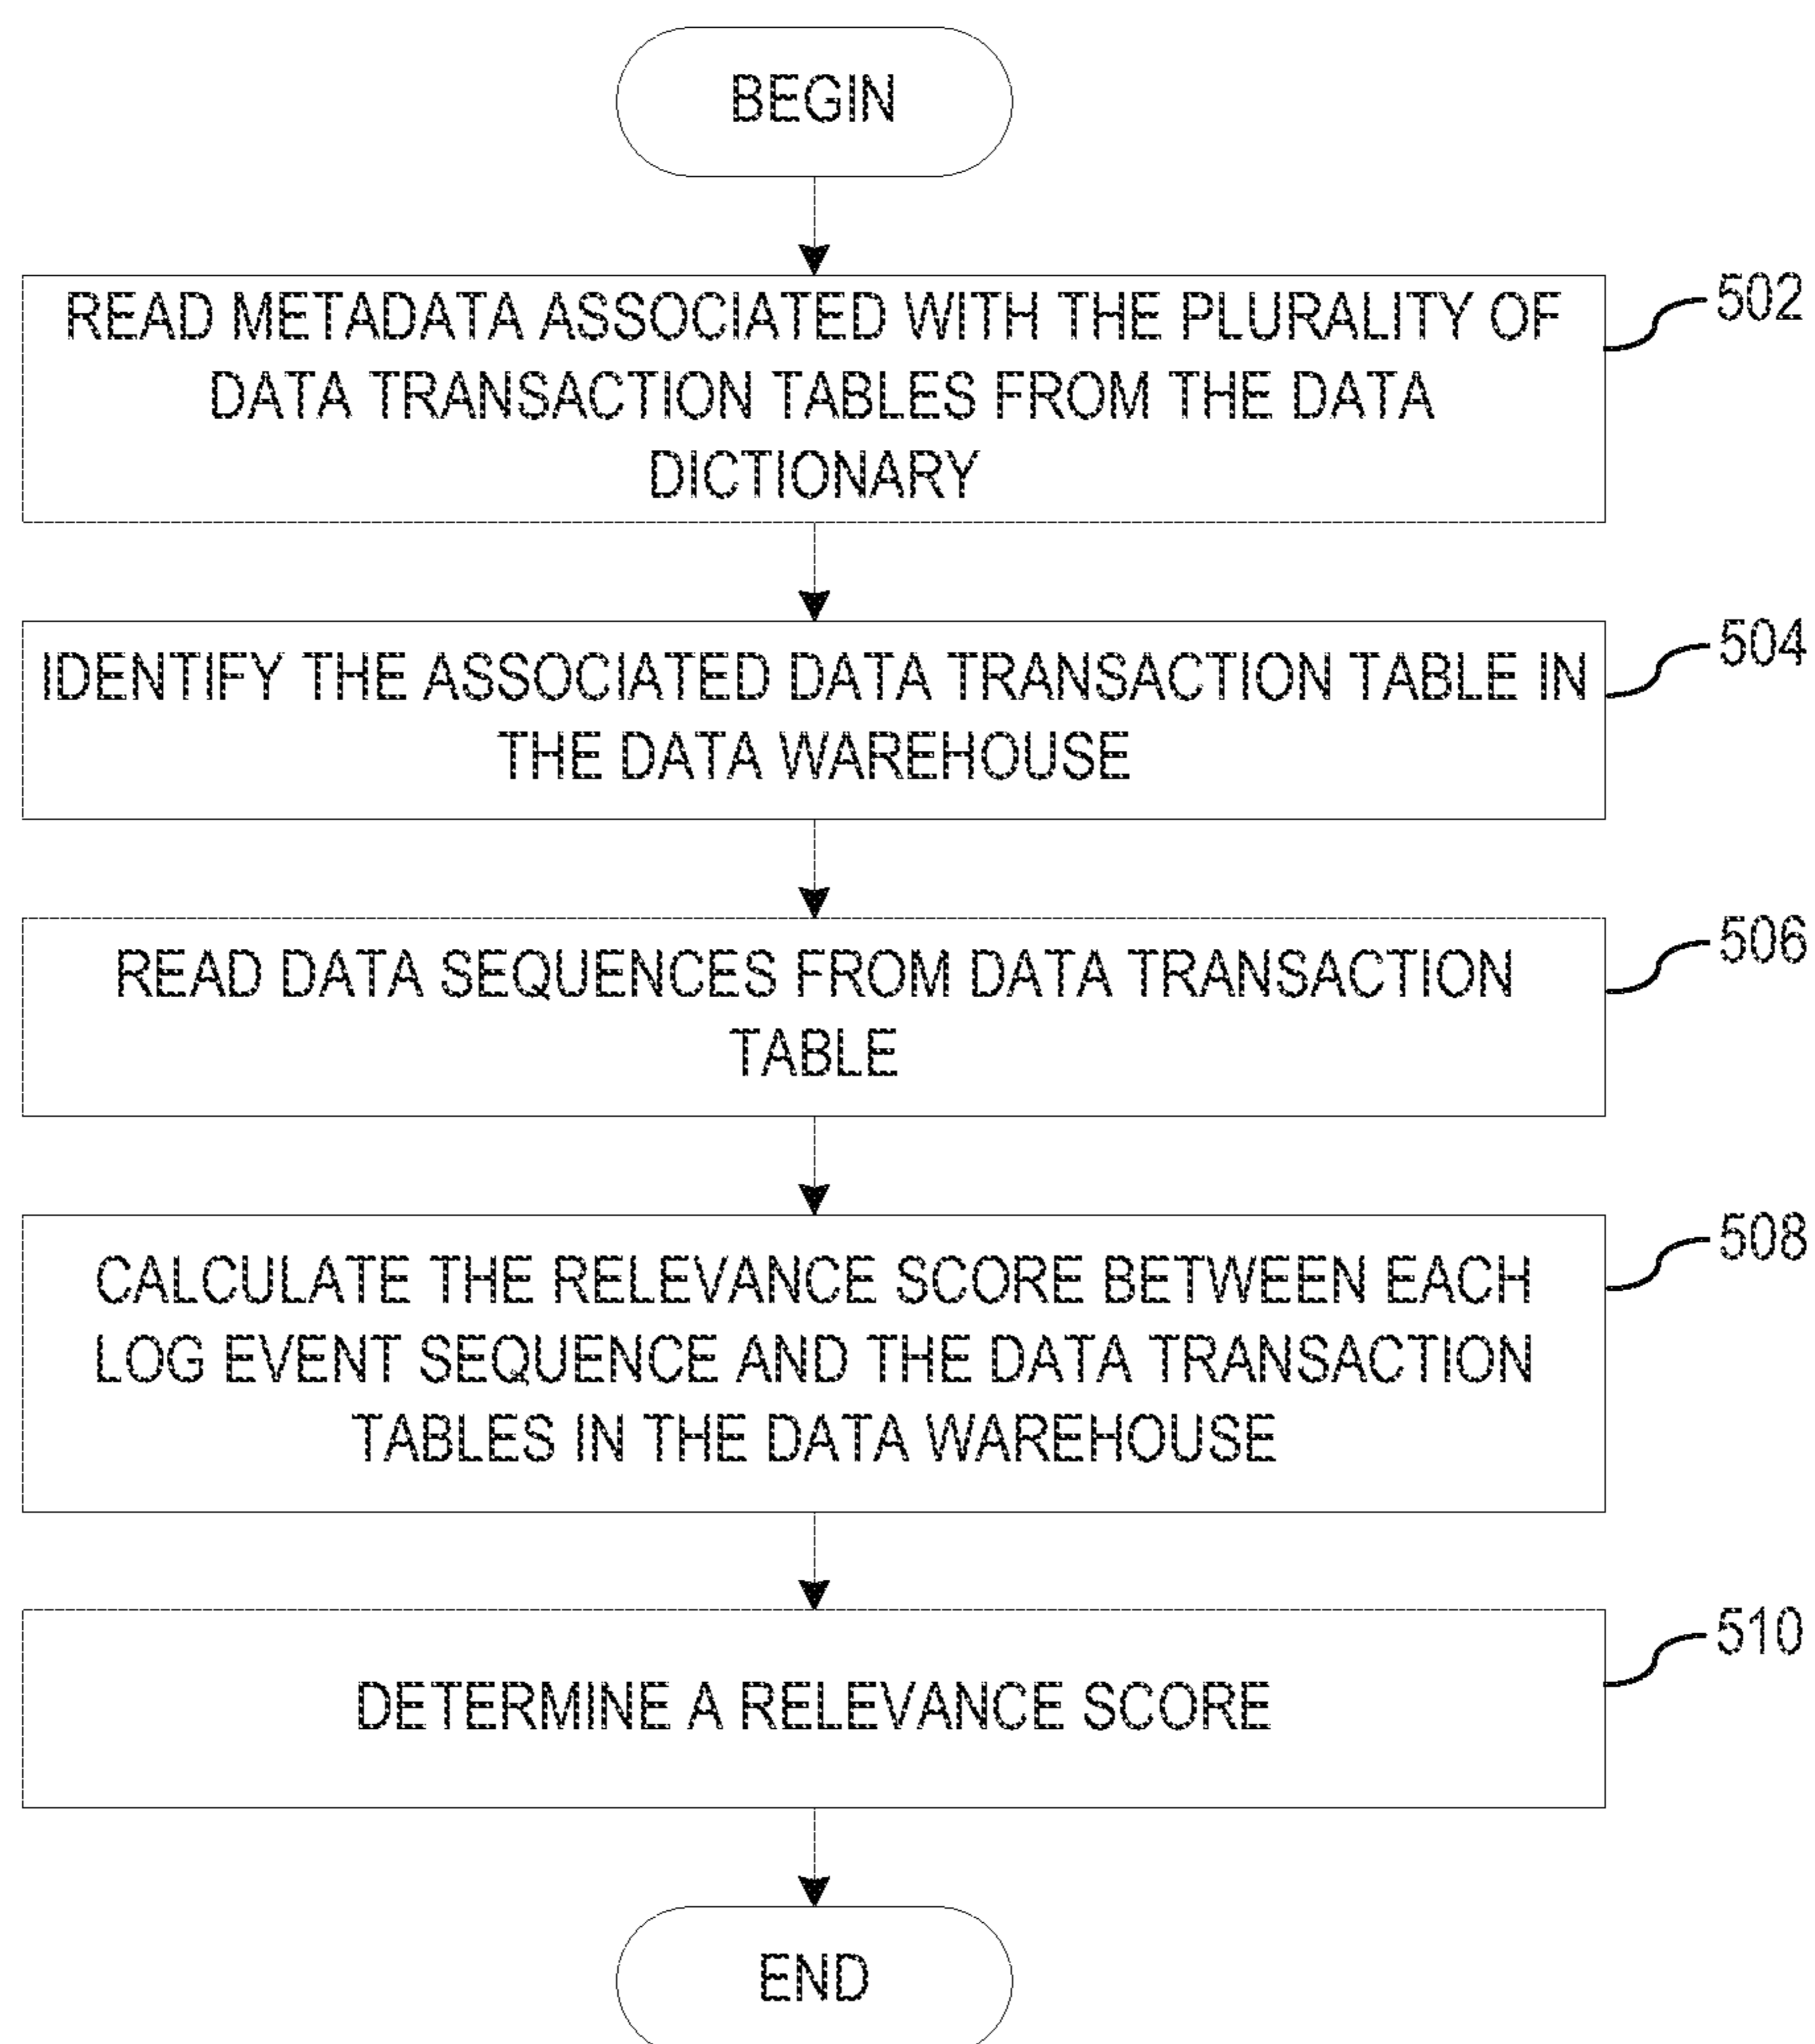 BEGIN
READ METADATA ASSOCIATED WITH THE PLURALITY OF
DATA TRANSACTION TABLES FROM THE DATA
DICTIONARY
502
IDENTIFY THE ASSOCIATED DATA TRANSACTION TABLE IN
THE DATA WAREHOUSE
504
READ DATA SEQUENCES FROM DATA TRANSACTION
TABLE
506
CALCULATE THE RELEVANCE SCORE BETWEEN EACH
LOG EVENT SEQUENCE AND THE DATA TRANSACTION
TABLES IN THE DATA WAREHOUSE
508
DETERMINE A RELEVANCE SCORE
510
END